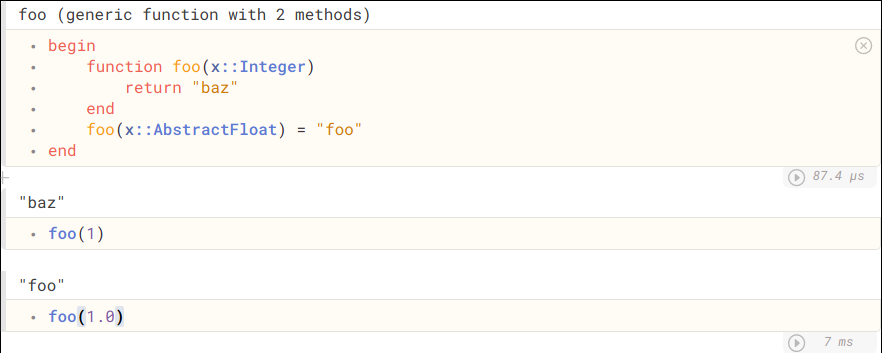 foo (generic function with 2 methods)
begin
    function foo(x::Integer)
        return "baz"
    end
    foo(x::AbstractFloat) = "foo"
end
87.4 μs
"baz"
foo(1)
"foo"
foo(1.0)
7 ms